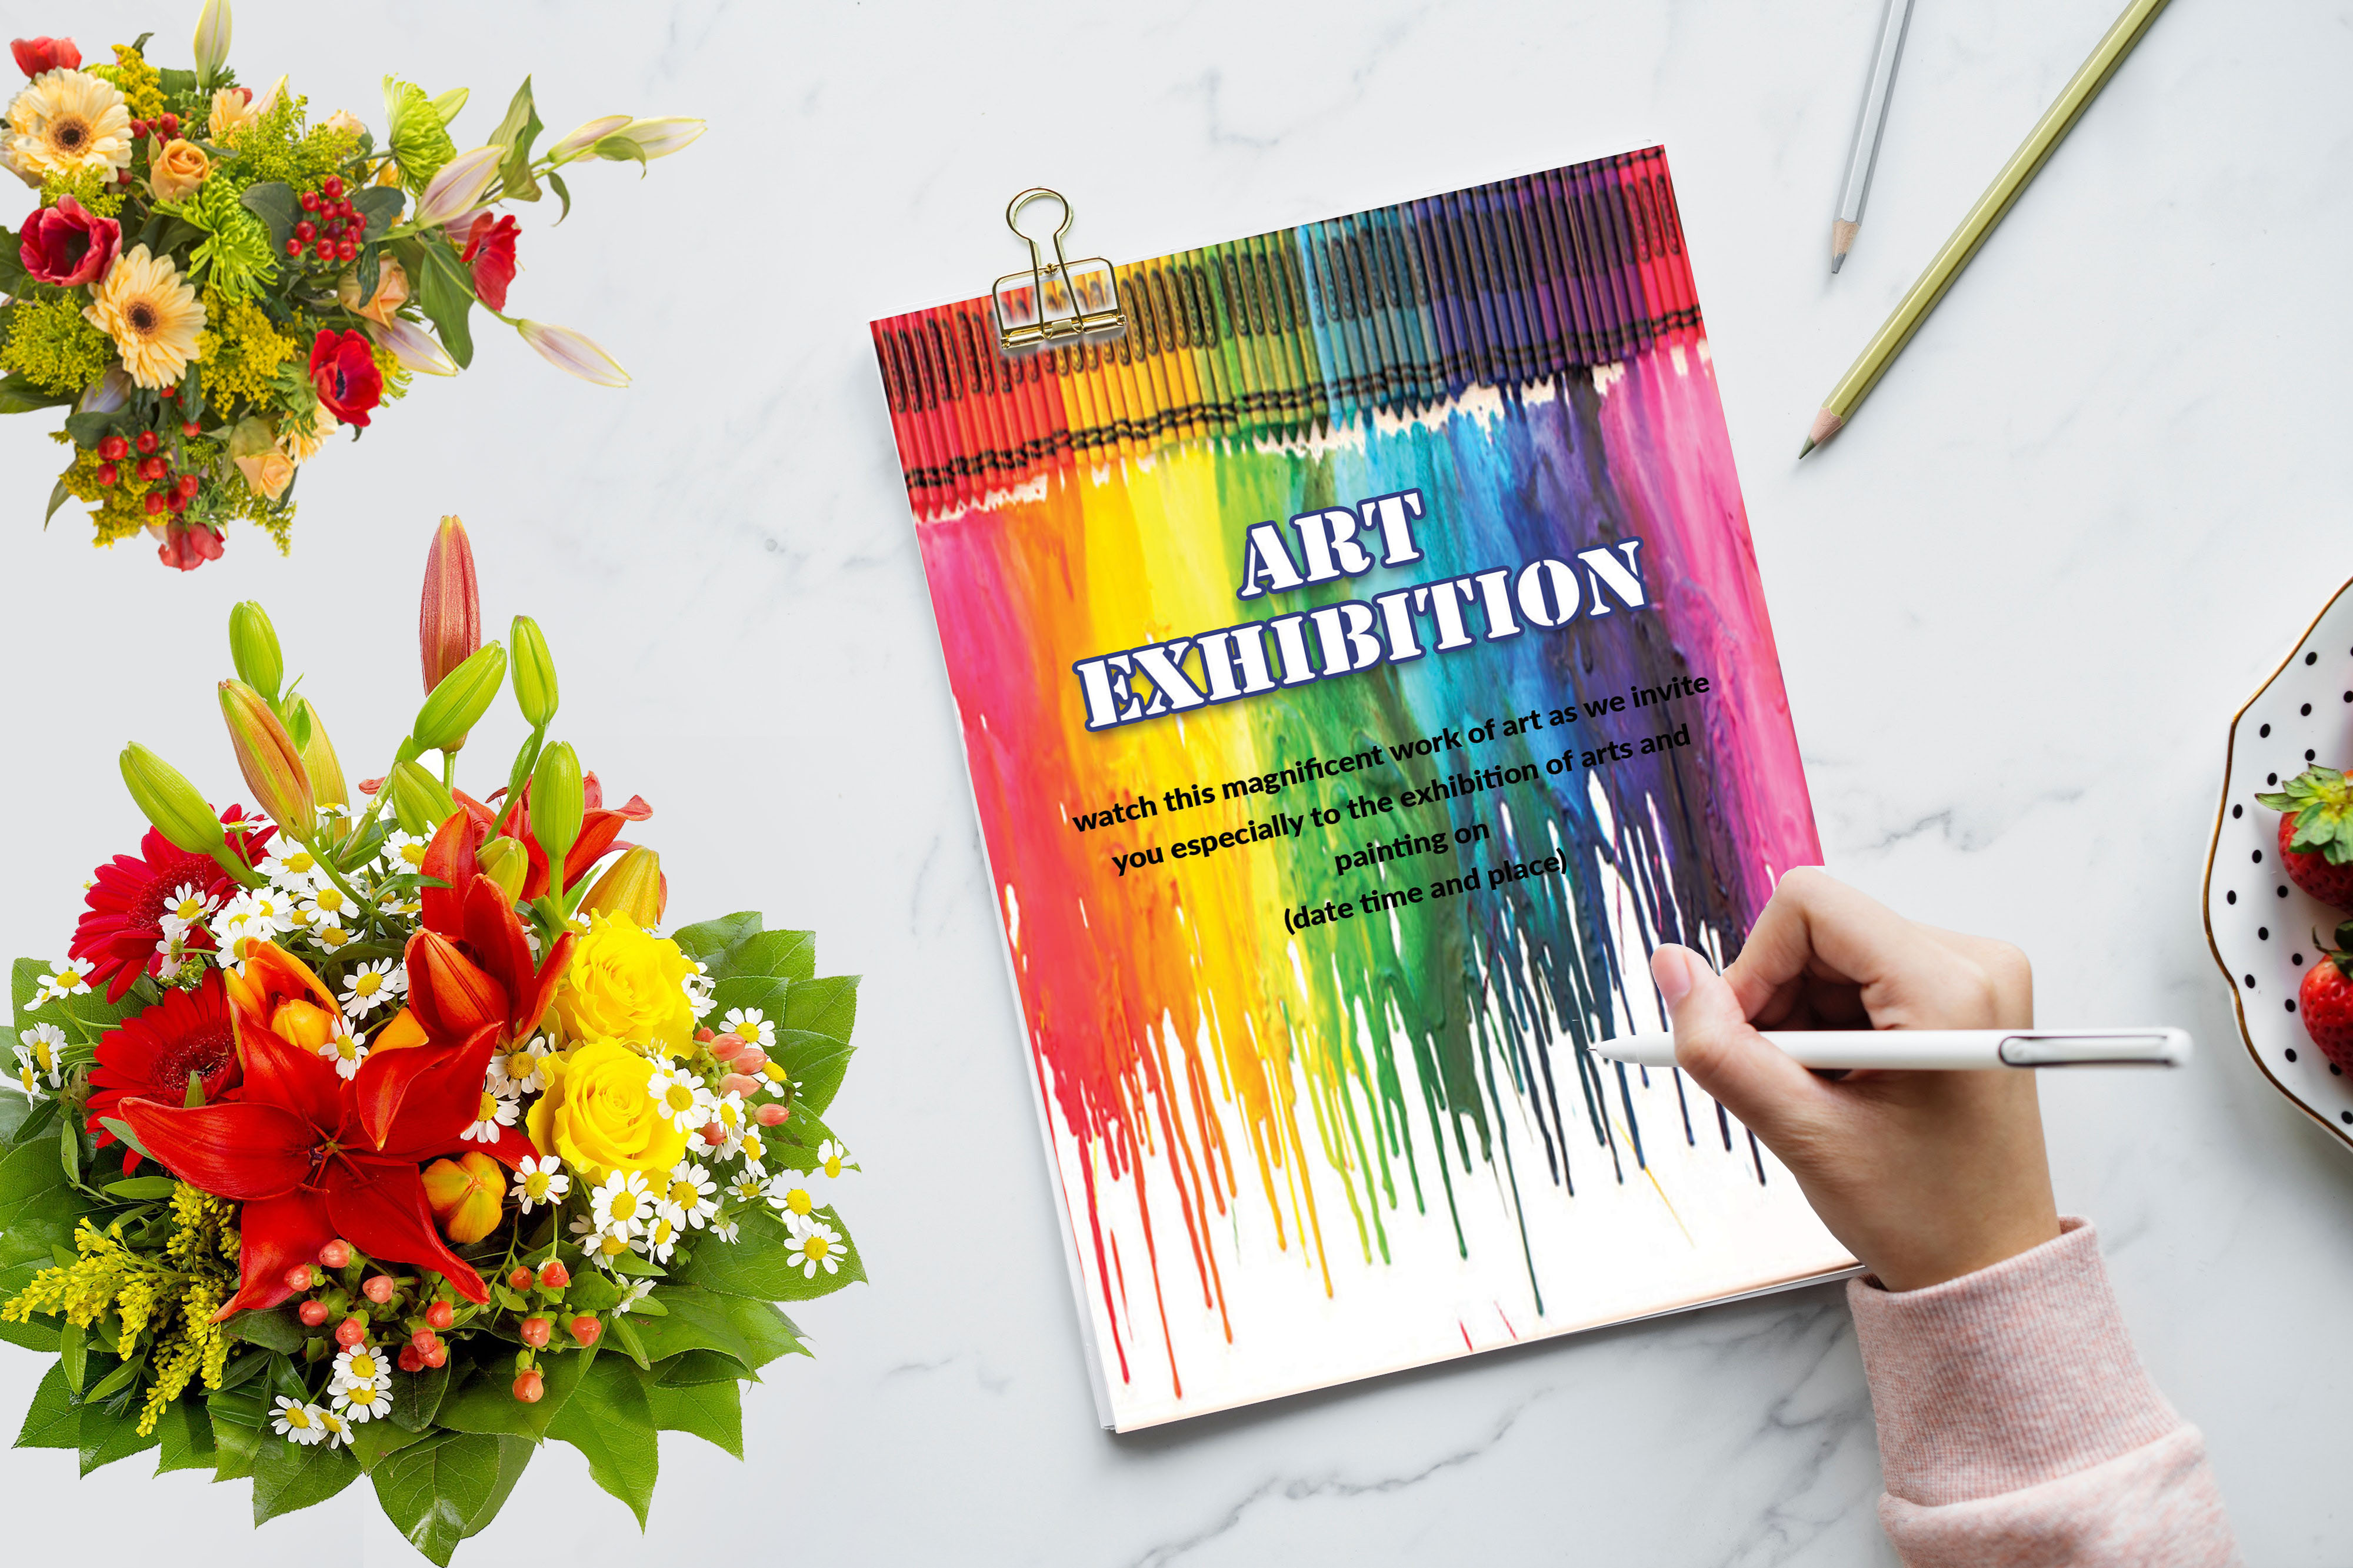 ART
EXHIBITION
watch this magnificent work of art as we invite
you especially to the exhibition of arts and
painting on
(date time and place)